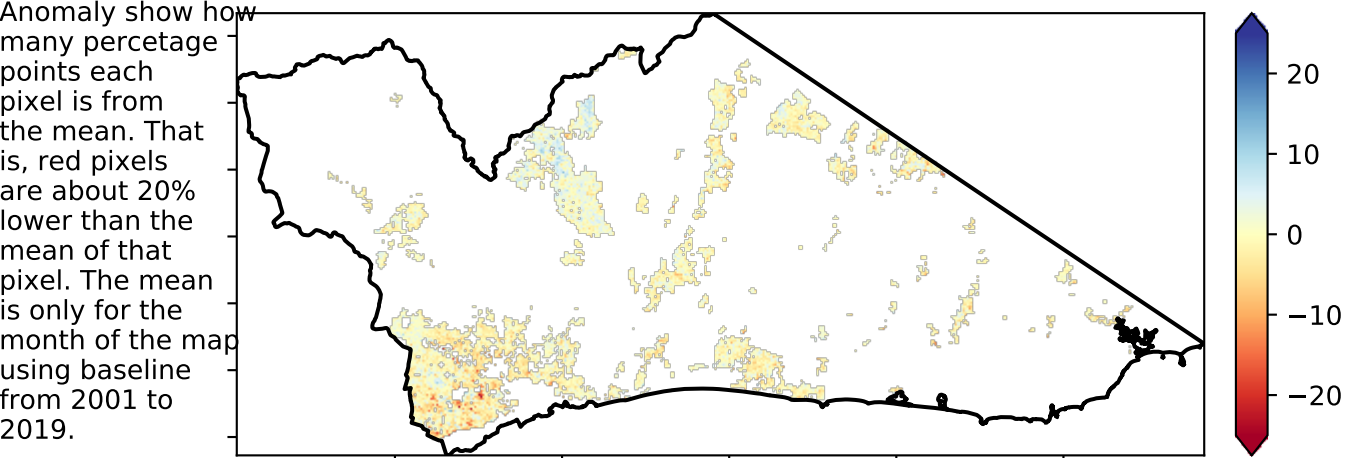 Anomaly show how
many percetage
points each
pixel is from
the mean. That
is, red pixels
are about 20%
lower than the
mean of that
pixel. The mean
is only for the
month of the map
using baseline
from 2001 to
2019.
20
10
0
−10
−20